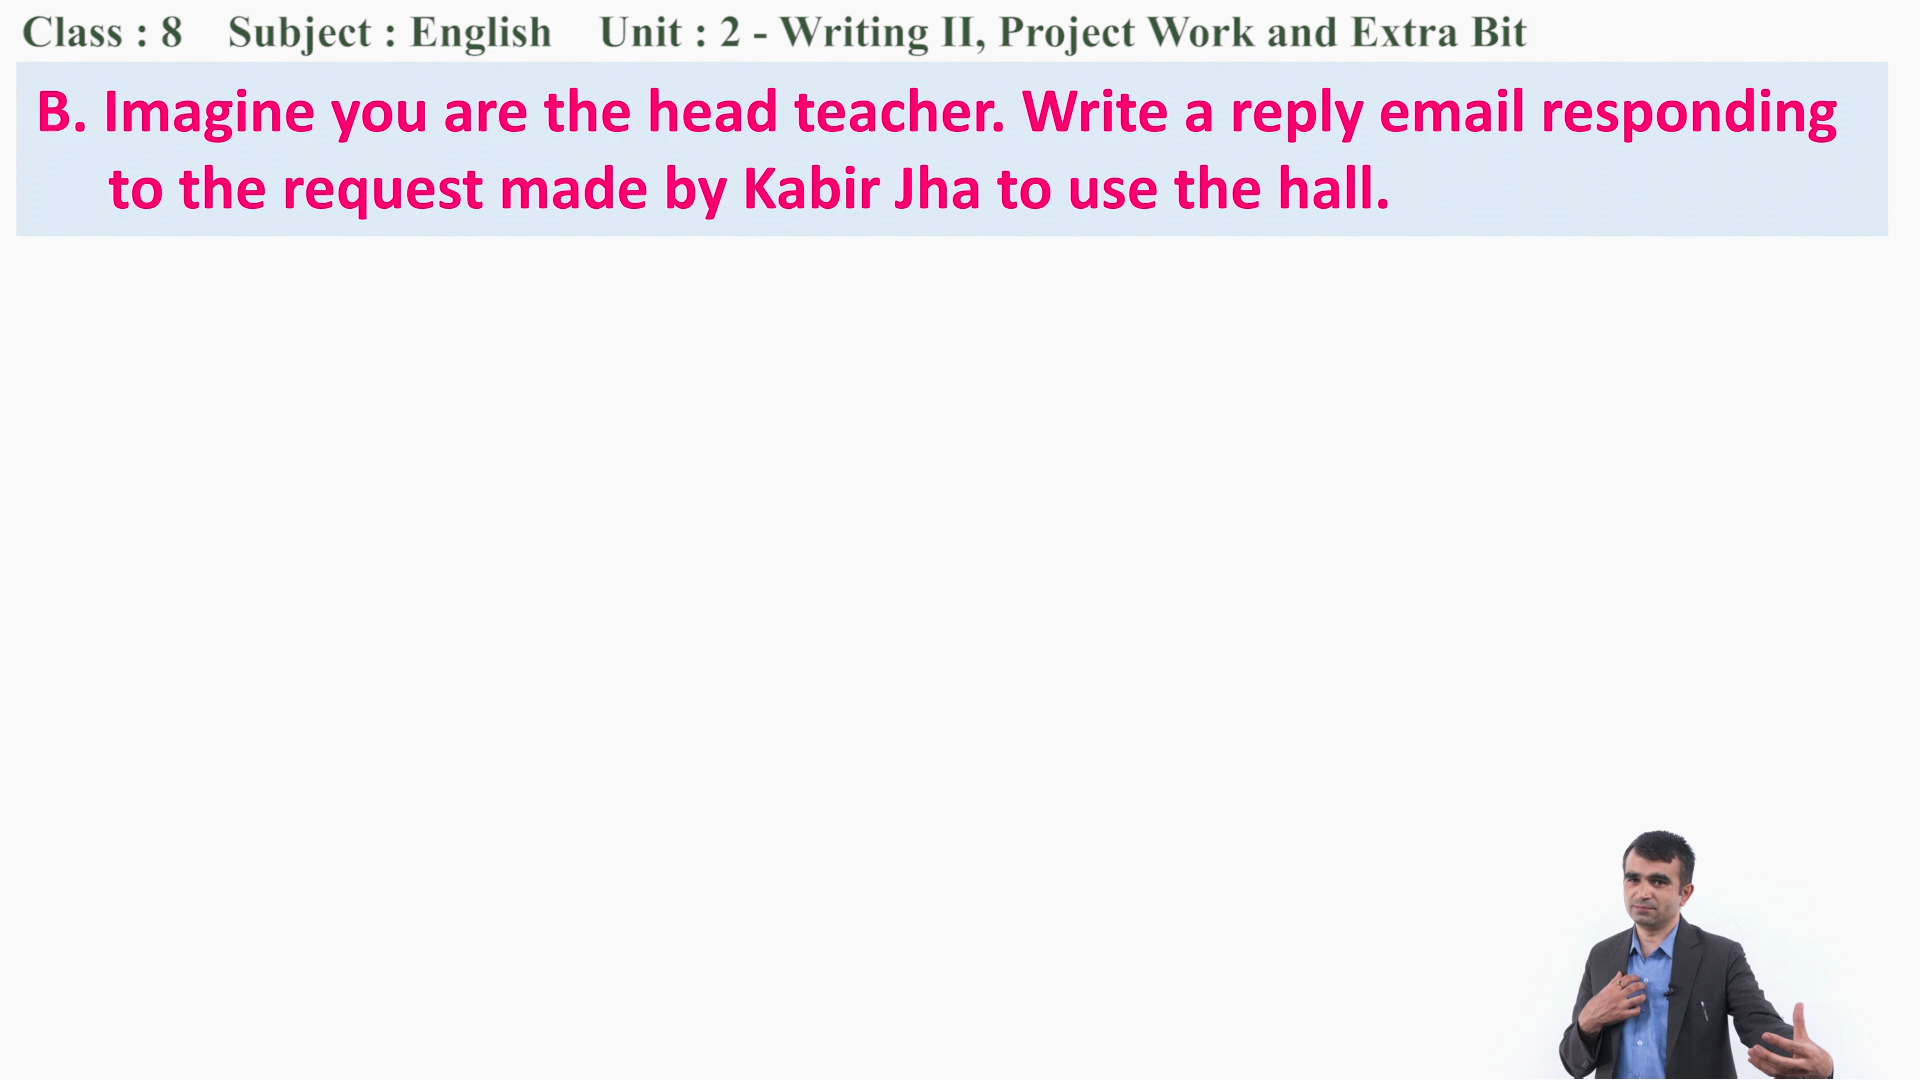 Class : 8 Subject : English Unit : 2 - Writing II, Project Work and Extra Bit
B. Imagine you are the head teacher. Write a reply email responding
to the request made by Kabir Jha to use the hall.